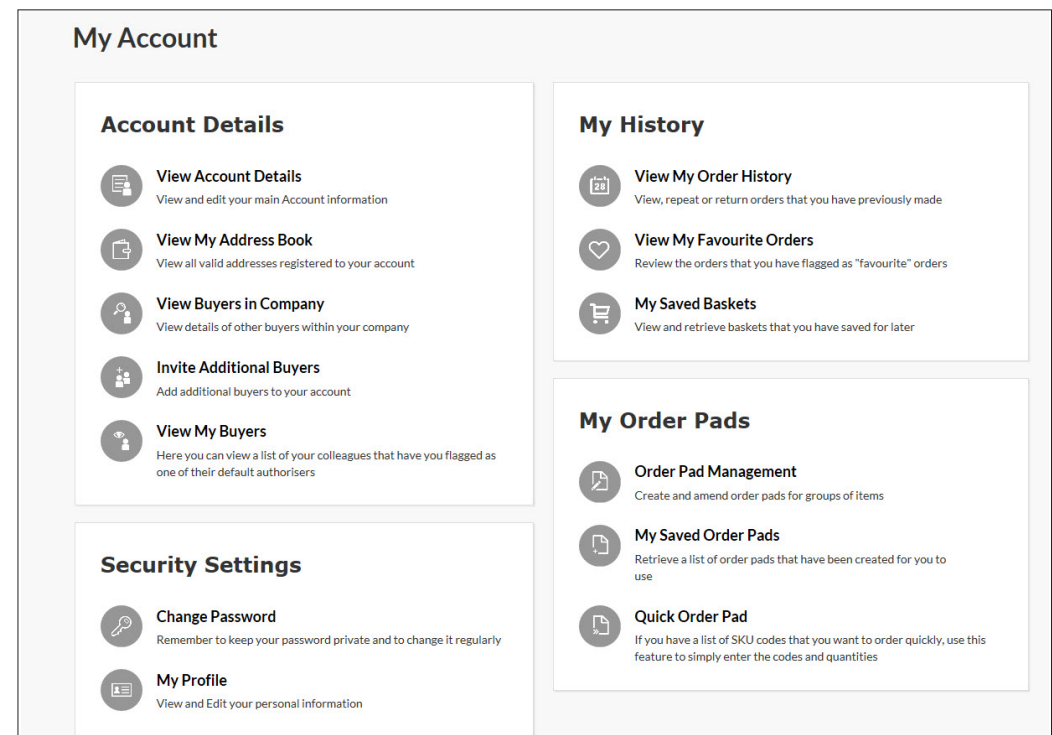 My Account
Account Details
View Account Details
View and edit your main Account information
View My Address Book
View all valid addresses registered to your account
View Buyers in Company
View details of other buyers within your company
Invite Additional Buyers
Add additional buyers to your account
View My Buyers
Here you can view a list of your colleagues that have you flagged as
one of their default authorisers
Security Settings
Change Password
Remember to keep your password private and to change it regularly
My Profile
View and Edit your personal information
My History
28
View My Order History
View, repeat or return orders that you have previously made
View My Favourite Orders
Review the orders that you have flagged as "favourite" orders
My Saved Baskets
View and retrieve baskets that you have saved for later
My Order Pads
Order Pad Management
Create and amend order pads for groups of items
My Saved Order Pads
Retrieve a list of order pads that have been created for you to
use
Quick Order Pad
If you have a list of SKU codes that you want to order quickly, use this
feature to simply enter the codes and quantities